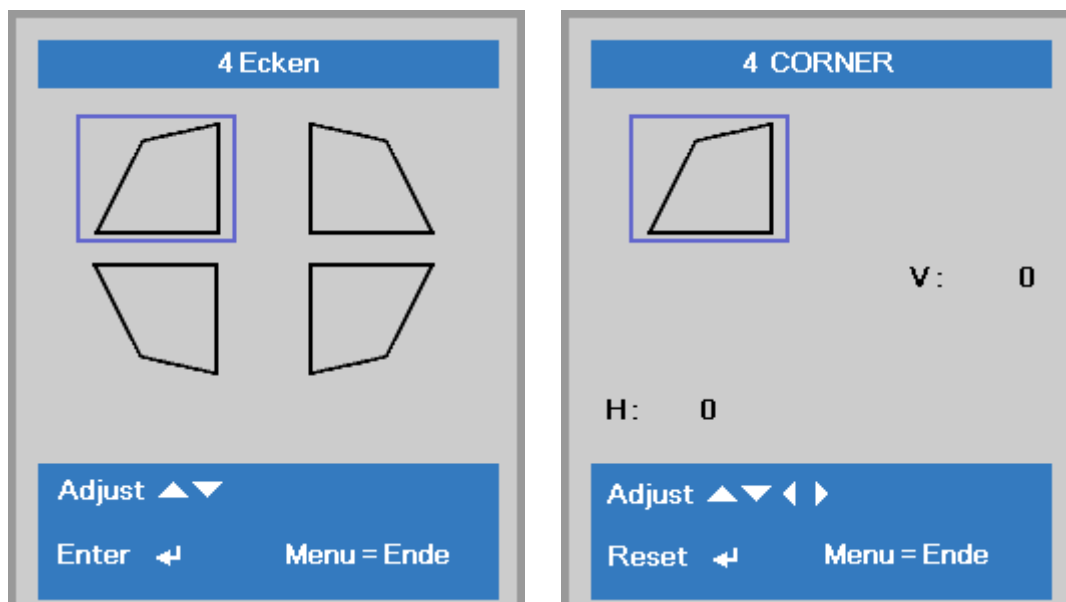 4 Ecken
Adjust
Enter Menu = Ende
4 CORNER
V: 0
H: 0
Adjust
Reset Menu = Ende